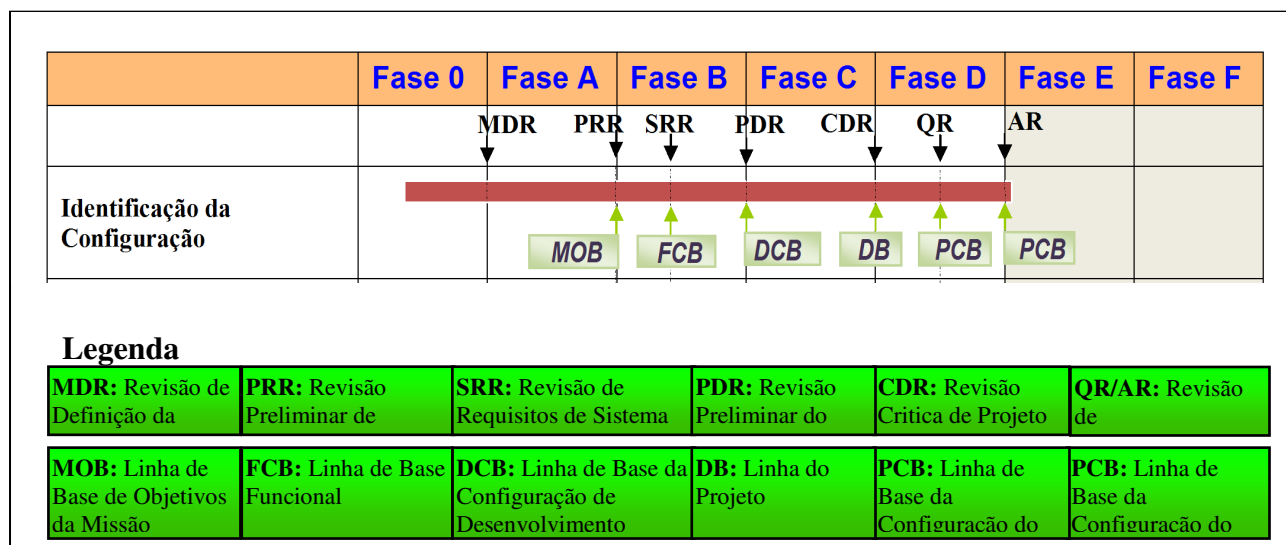 Fase 0 Fase A Fase B Fase C Fase D Fase E Fase F
MDR PRR SRR PDR CDR QR AR
Identificação da
Configuração
MOB FCB DCB DB PCB PCB
Legenda
MDR: Revisão de
Definição da
PRR: Revisão
Preliminar de
SRR: Revisão de
Requisitos de Sistema
PDR: Revisão
Preliminar do
CDR: Revisão
Critica de Projeto
QR/AR: Revisão
de
MOB: Linha de
Base de Objetivos
da Missão
FCB: Linha de Base
Funcional
DCB: Linha de Base da
Configuração de
Desenvolvimento
DB: Linha do
Projeto
PCB: Linha de
Base da
Configuração do
PCB: Linha de
Base da
Configuração do